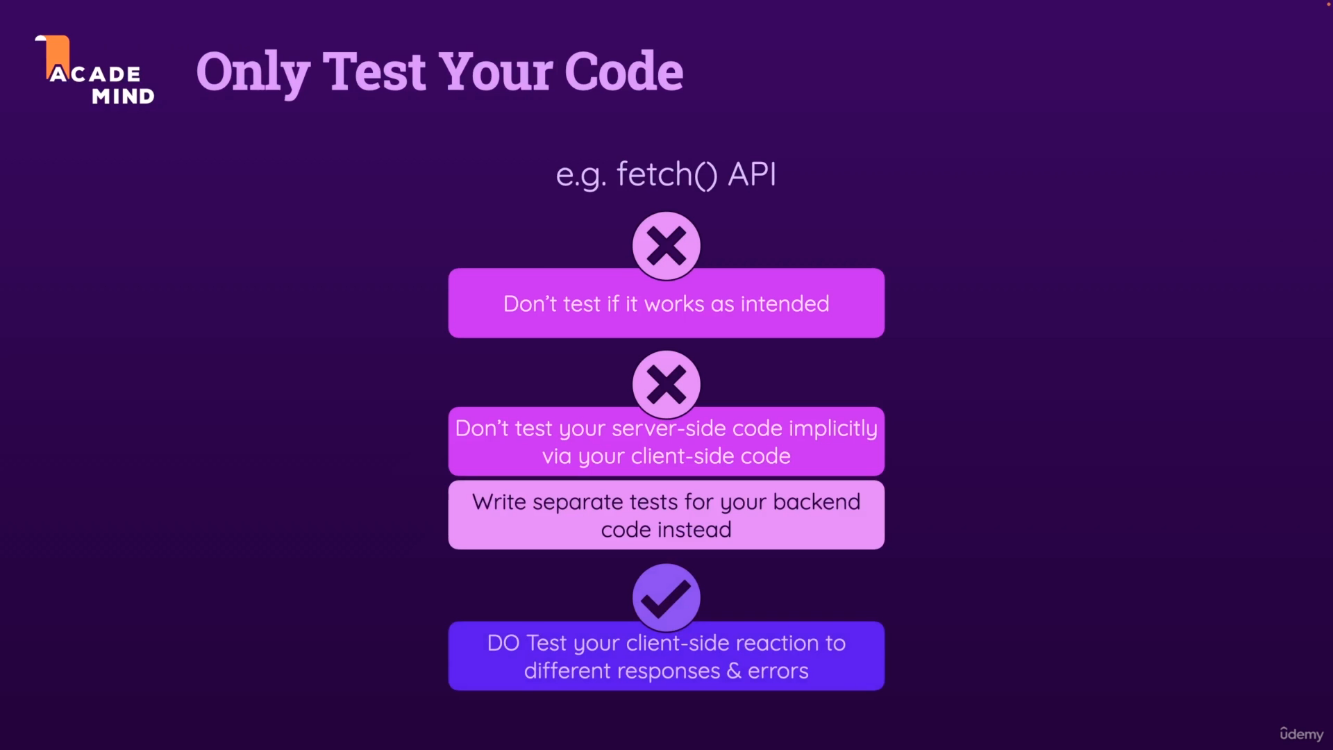 ACADE
MIND
Only Test Your Code
e.g. fetch() API
Don't test if it works as intended
Don't test your server-side code implicitly
via your client-side code
Write separate tests for your backend
code instead
DO Test your client-side reaction to
different responses & errors
ûdemy